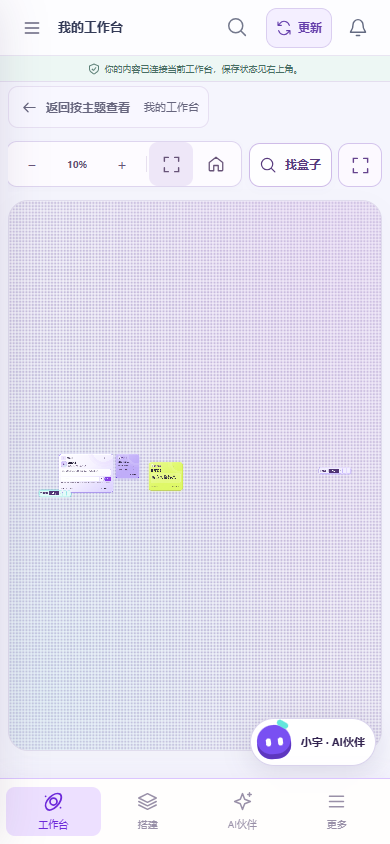 我的工作台
更新
你的内容已连接当前工作台，保存状态见右上角。
返回按主题查看 我的工作台
− 10% +
找盒子
小宇 · AI伙伴
工作台 搭建 AI伙伴 更多